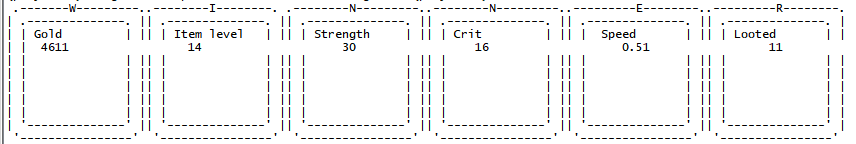 W I N N E R
Gold Item level Strength Crit Speed Looted
4611 14 30 16 0.51 11